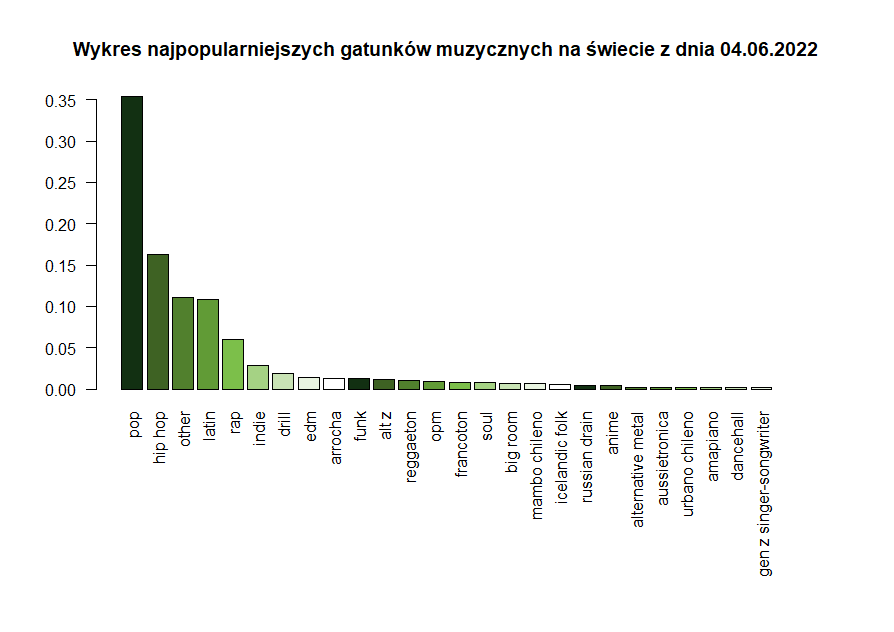 Wykres najpopularniejszych gatunków muzycznych na świecie z dnia 04.06.2022
0.35
0.30
0.25
0.20
0.15
0.10
0.05
0.00
pop
hip hop
other
latin
rap
indie
drill
edm
arrocha
funk
alt z
reggaeton
opm
francoton
soul
big room
mambo chileno
icelandic folk
russian drain
anime
alternative metal
aussietronica
urbano chileno
amapiano
dancehall
gen z singer-songwriter